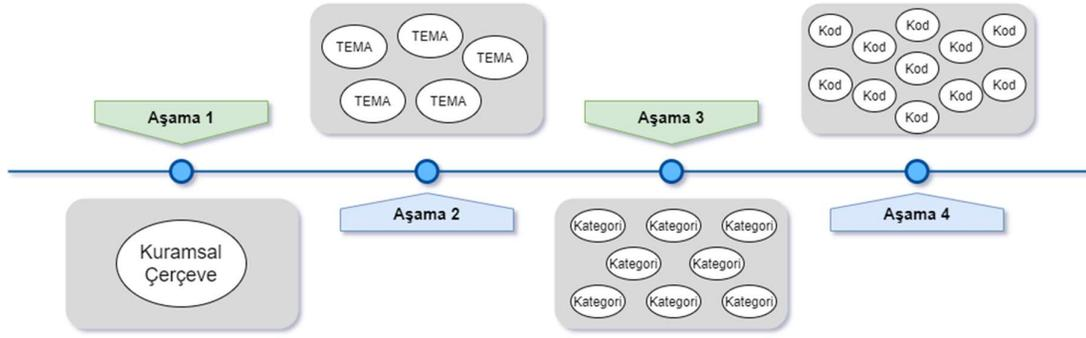 Aşama 1
Kuramsal
Çerçeve
TEMA
TEMA
TEMA
TEMA
TEMA
Aşama 2
Aşama 3
Kategori
Kategori
Kategori
Kategori
Kategori
Kategori
Kategori
Kategori
Kod
Kod
Kod
Kod
Kod
Kod
Kod
Kod
Kod
Kod
Kod
Aşama 4